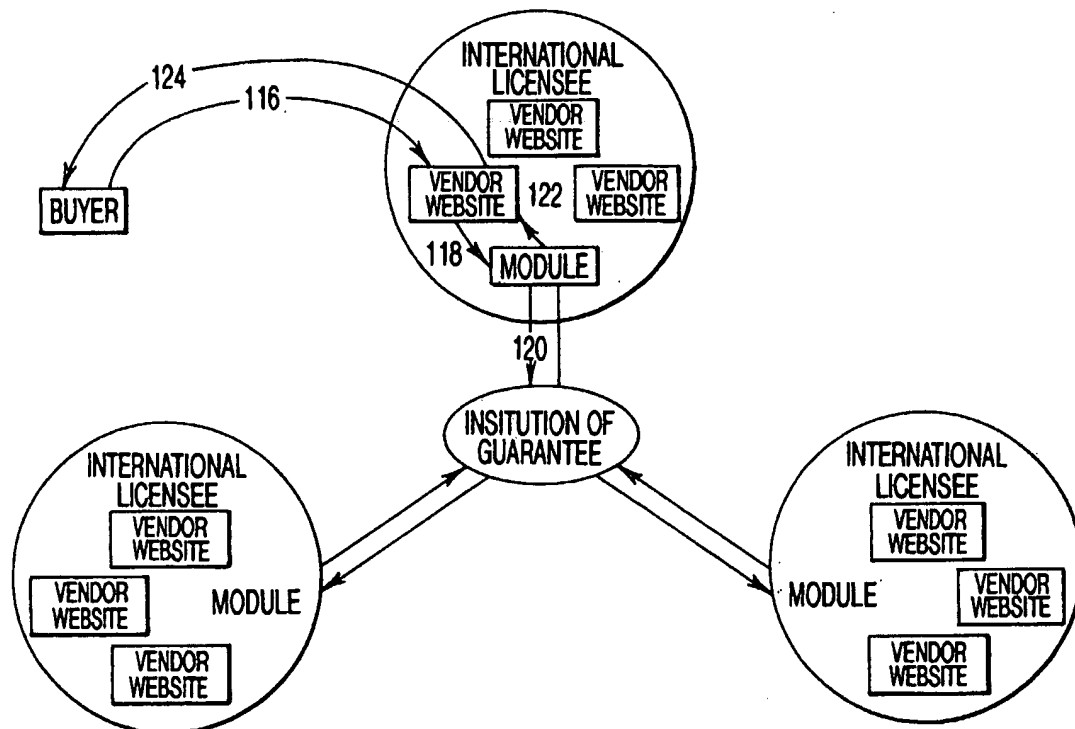 INTERNATIONAL
LICENSEE
VENDOR
WEBSITE
124
116
BUYER
VENDOR
WEBSITE
122
VENDOR
WEBSITE
118
MODULE
120
INSITUTION OF
GUARANTEE
INTERNATIONAL
LICENSEE
VENDOR
WEBSITE
VENDOR
WEBSITE
MODULE
VENDOR
WEBSITE
INTERNATIONAL
LICENSEE
VENDOR
WEBSITE
MODULE
VENDOR
WEBSITE
VENDOR
WEBSITE